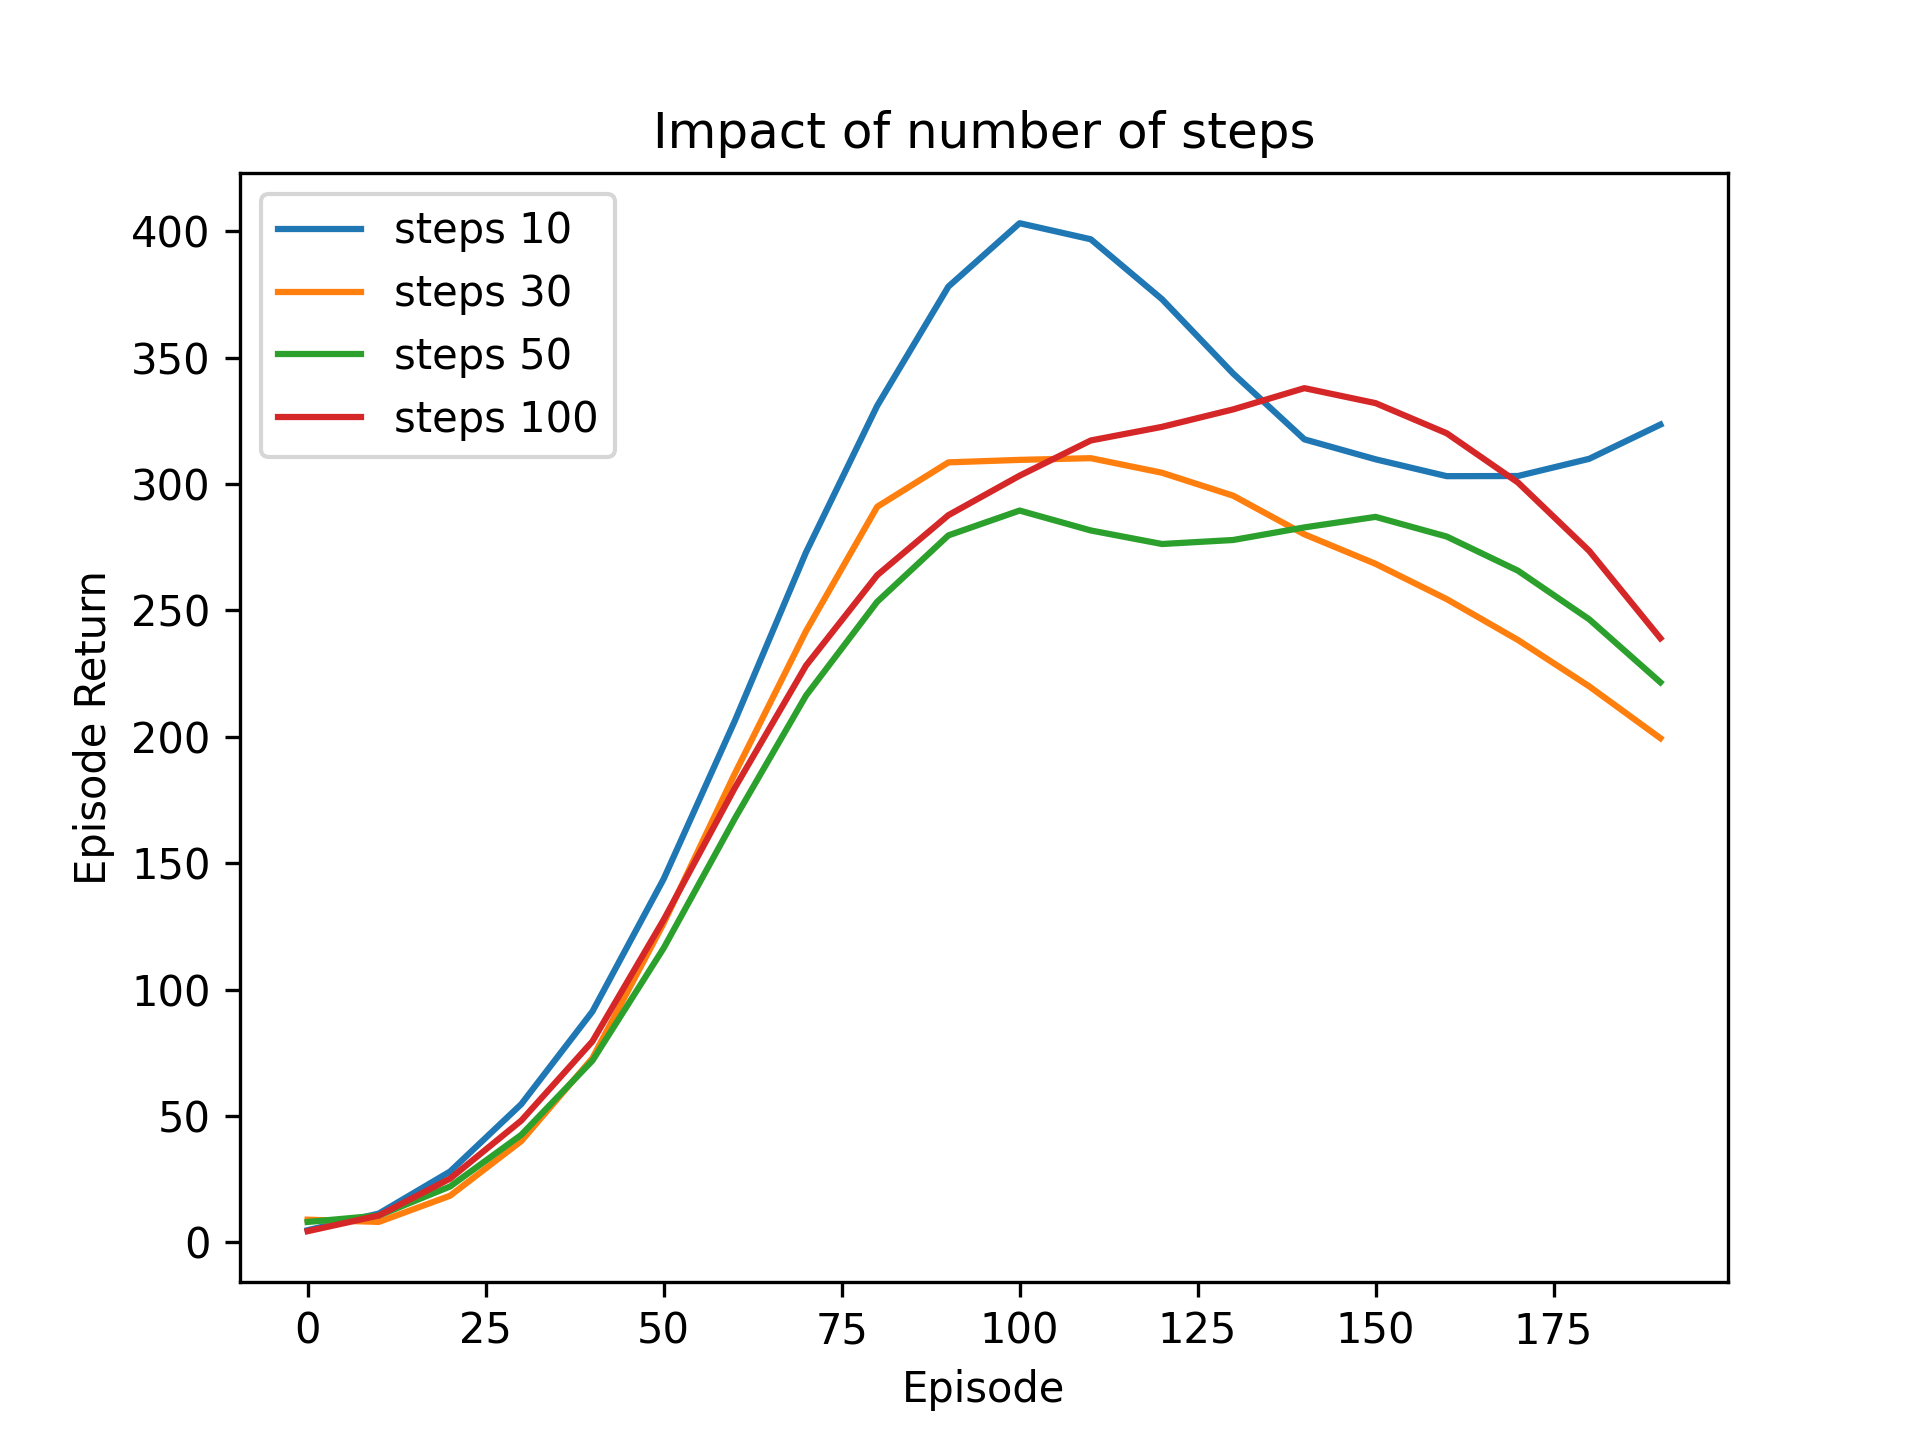 Impact of number of steps
steps 10
steps 30
steps 50
steps 100
400
350
300
250
200
150
100
50
0
Episode Return
0 25 50 75 100 125 150 175
Episode